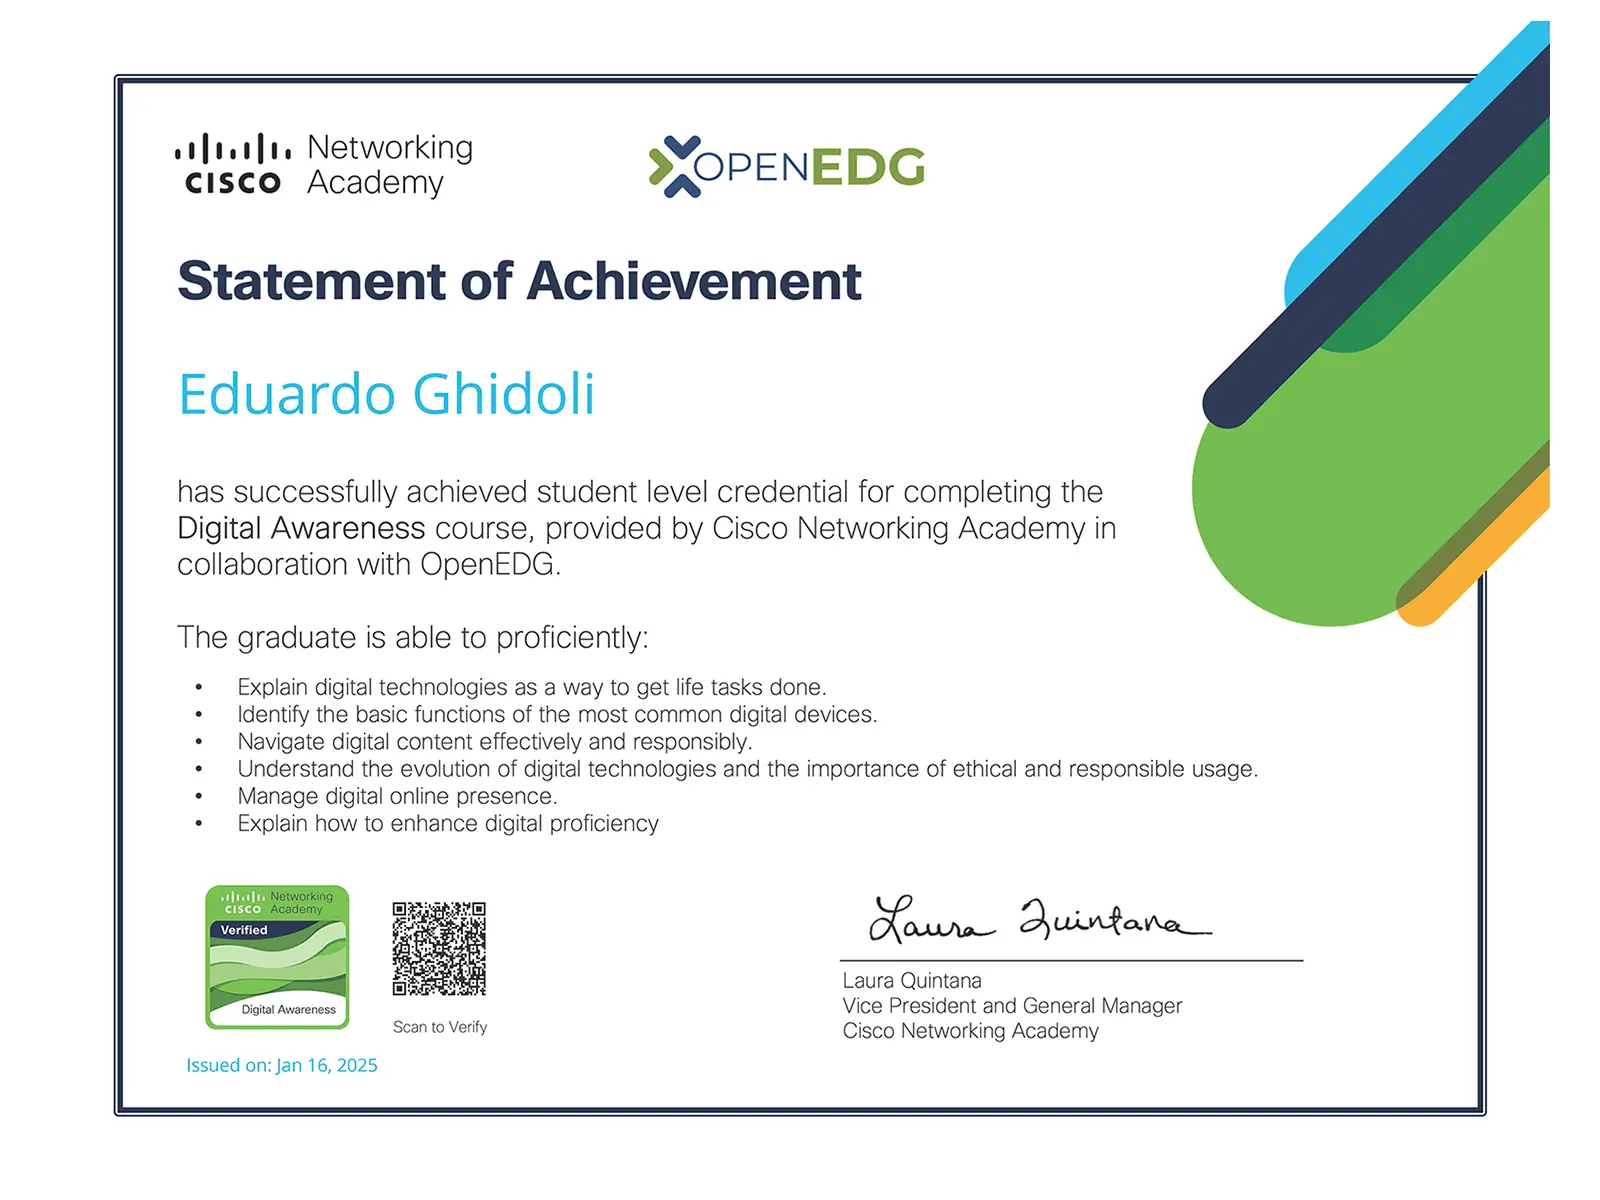 CISCO
Networking
Academy
OPENEDG
Statement of Achievement
Eduardo Ghidoli
has successfully achieved student level credential for completing the
Digital Awareness course, provided by Cisco Networking Academy in
collaboration with OpenEDG.
The graduate is able to proficiently:
• Explain digital technologies as a way to get life tasks done.
• Identify the basic functions of the most common digital devices.
• Navigate digital content effectively and responsibly.
• Understand the evolution of digital technologies and the importance of ethical and responsible usage.
• Manage digital online presence.
• Explain how to enhance digital proficiency
CISCO
Networking
Academy
Verified
Digital Awareness
Scan to Verify
Issued on: Jan 16, 2025
Laura Quintana
Laura Quintana
Vice President and General Manager
Cisco Networking Academy